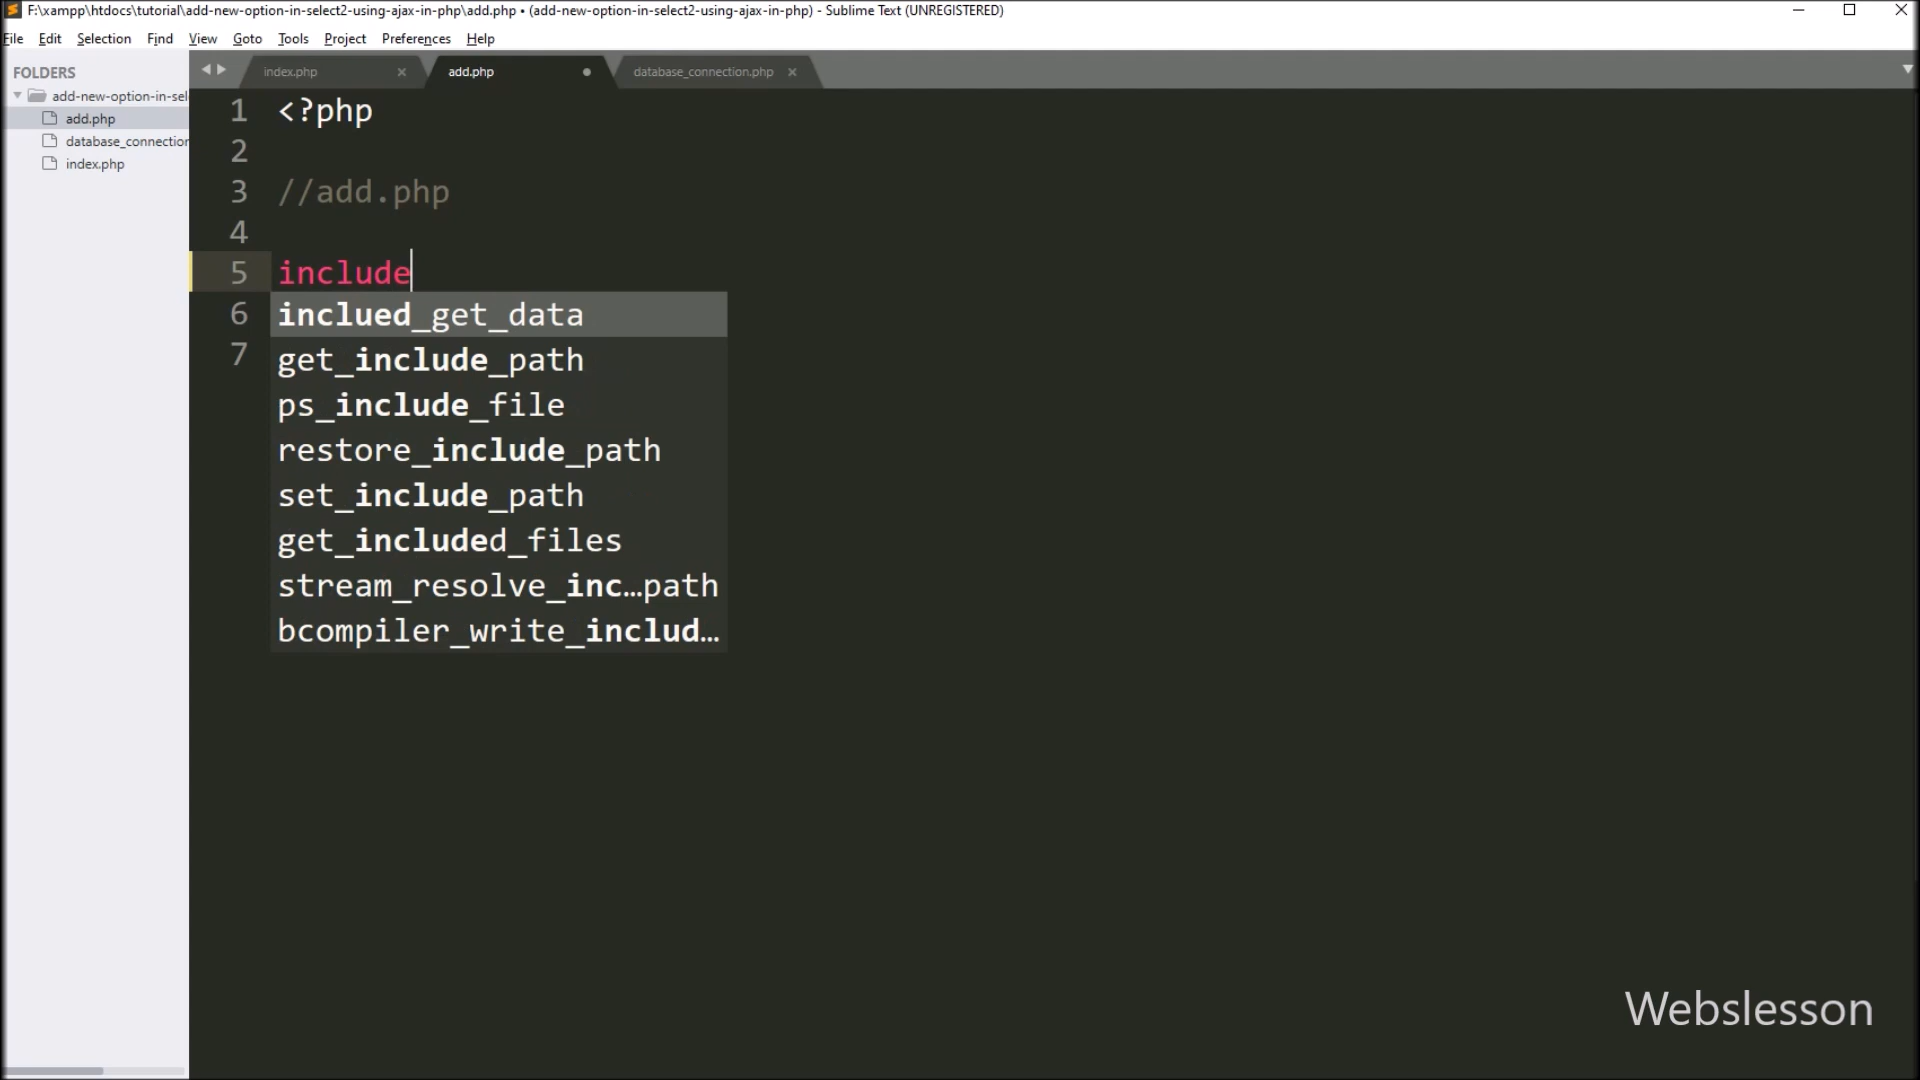 F:\xampp\htdocs\tutorial\add-new-option-in-select2-using-ajax-in-php\add.php • (add-new-option-in-select2-using-ajax-in-php) - Sublime Text (UNREGISTERED)
File Edit Selection Find View Goto Tools Project Preferences Help
FOLDERS
add-new-option-in-sel
add.php
database_connection
index.php
index.php add.php database_connection.php
1 <?php
2
3 //add.php
4
5 include
6
7
inclued_get_data
get_include_path
ps_include_file
restore_include_path
set_include_path
get_included_files
stream_resolve_inc…path
bcompiler_write_includ…
Webslesson